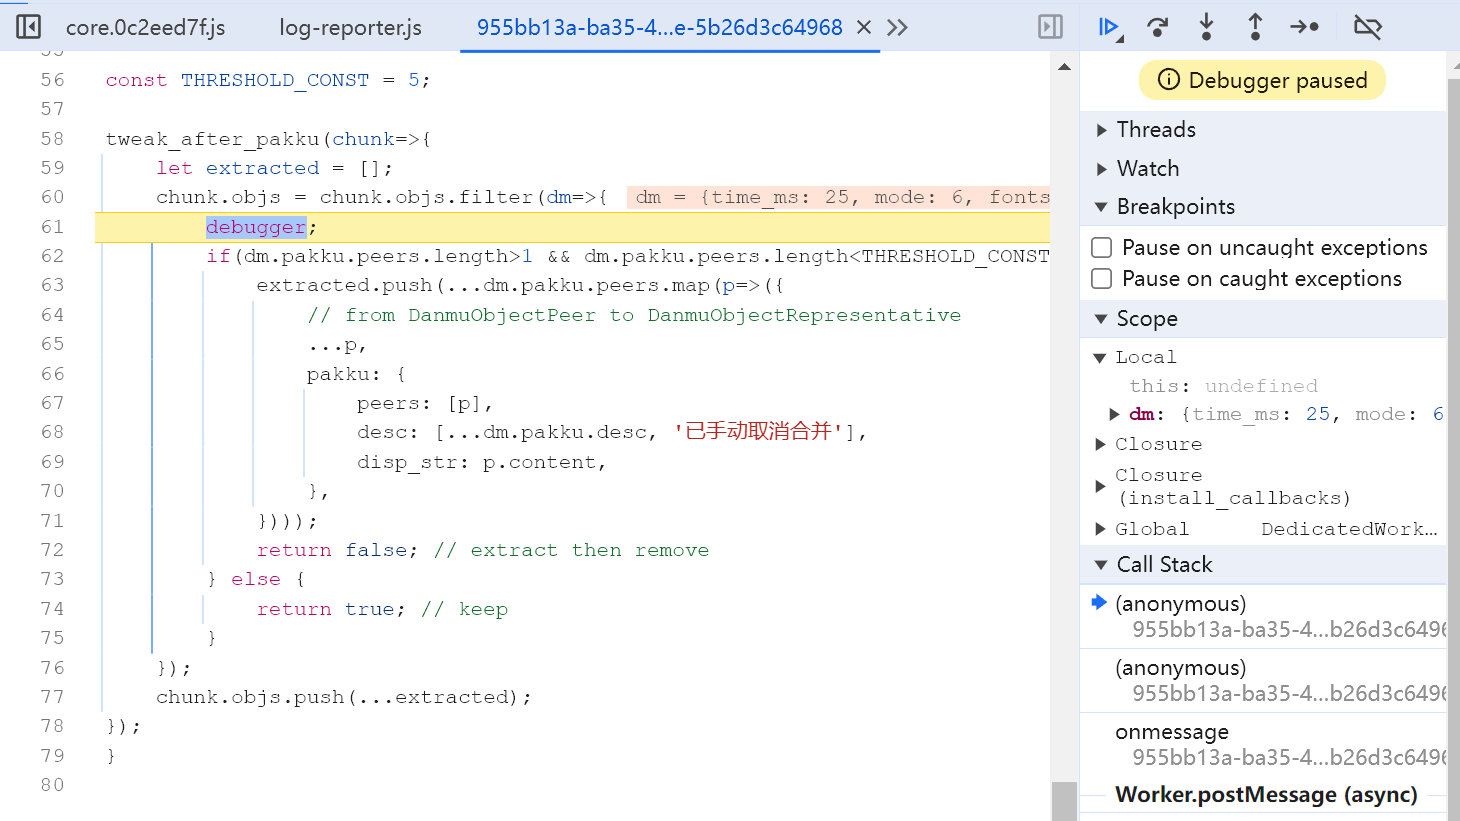 core.0c2eed7f.js log-reporter.js 955bb13a-ba35-4...e-5b26d3c64968
56 const THRESHOLD_CONST = 5;
57
58 tweak_after_pakku(chunk=>{
59 let extracted = [];
60 chunk.objs = chunk.objs.filter(dm=>{ dm = {time_ms: 25, mode: 6, fonts
61 debugger;
62 if(dm.pakku.peers.length>1 && dm.pakku.peers.length<THRESHOLD_CONST
63 extracted.push(...dm.pakku.peers.map(p=>({
64 // from DanmuObjectPeer to DanmuObjectRepresentative
65 ...p,
66 pakku: {
67 peers: [p],
68 desc: [...dm.pakku.desc, '已手动取消合并'],
69 disp_str: p.content,
70 },
71 })));
72 return false; // extract then remove
73 } else {
74 return true; // keep
75 }
76 });
77 chunk.objs.push(...extracted);
78 });
79 }
80
Debugger paused
Threads
Watch
Breakpoints
Pause on uncaught exceptions
Pause on caught exceptions
Scope
Local
this: undefined
dm: {time_ms: 25, mode: 6
Closure
Closure
(install_callbacks)
Global DedicatedWork...
Call Stack
(anonymous)
955bb13a-ba35-4...b26d3c6496
(anonymous)
955bb13a-ba35-4...b26d3c6496
onmessage
955bb13a-ba35-4...b26d3c6496
Worker.postMessage (async)